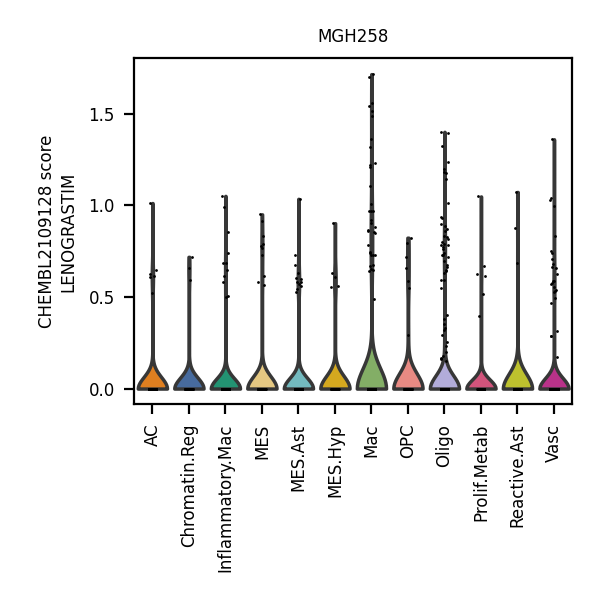 MGH258
CHEMBL2109128 score
LENOGRASTIM
1.5
1.0
0.5
0.0
AC
Chromatin.Reg
Inflammatory.Mac
MES
MES.Ast
MES.Hyp
Mac
OPC
Oligo
Prolif.Metab
Reactive.Ast
Vasc